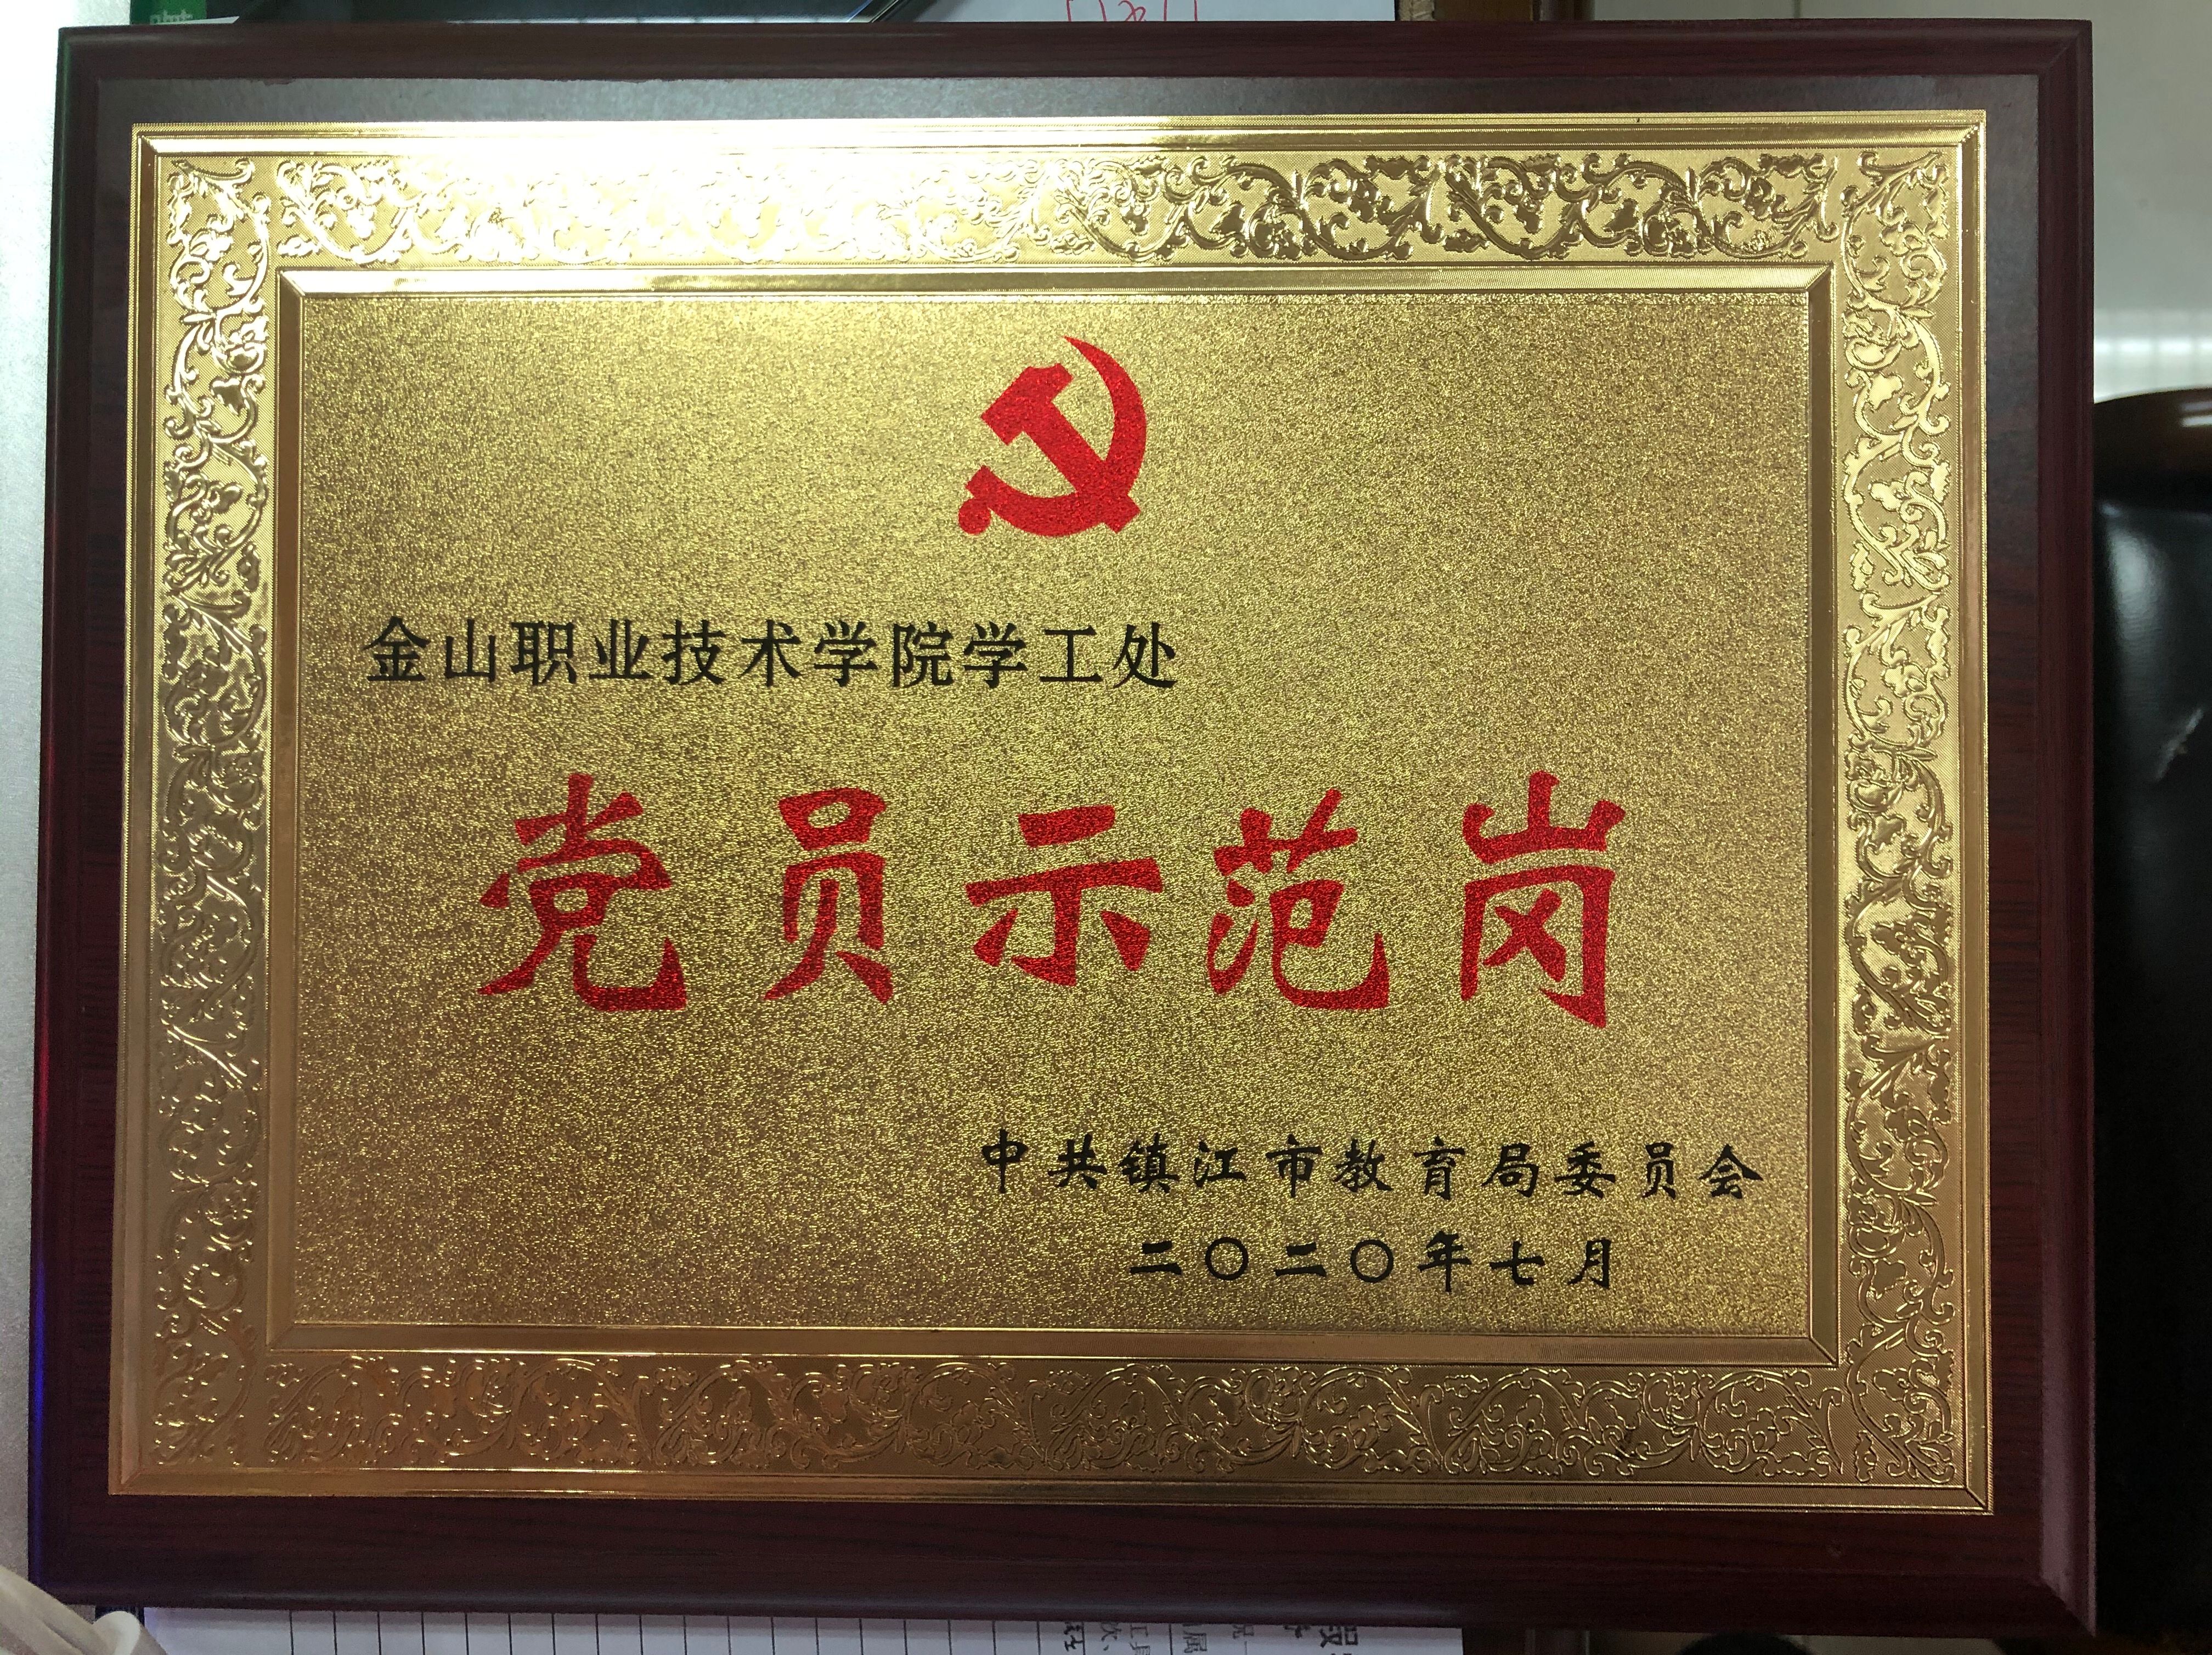 金山职业技术学院学工处
党员示范岗
中共镇江市教育局委员会
二〇二〇年七月